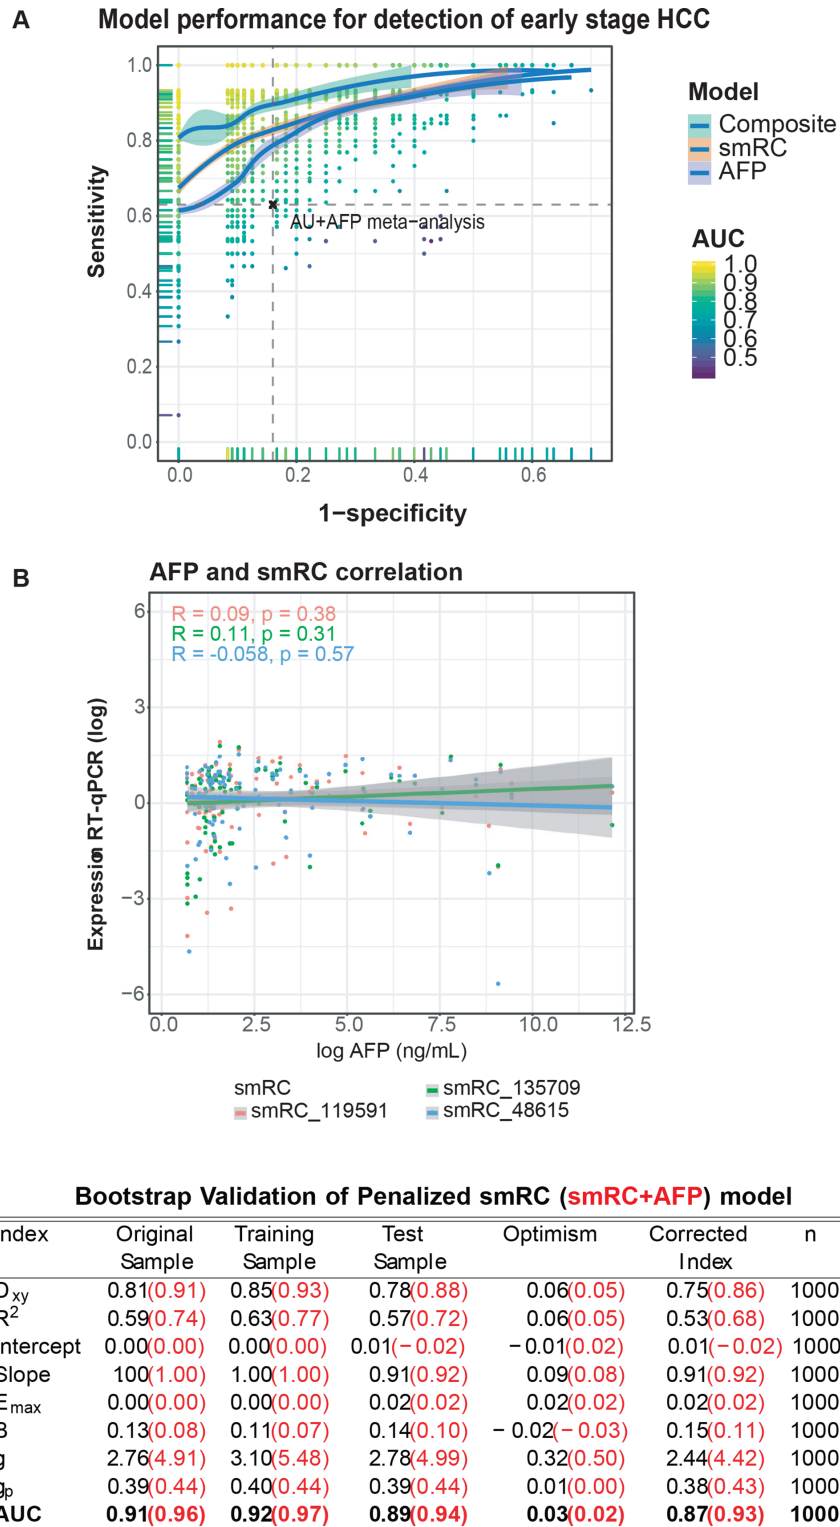 A
Model performance for detection of early stage HCC
1.0
0.8
0.6
0.4
0.2
0.0
Sensitivity
AU+AFP meta−analysis
0.0 0.2 0.4 0.6
1−specificity
Model
Composite
smRC
AFP
AUC
1.0
0.9
0.8
0.7
0.6
0.5
B
AFP and smRC correlation
R = 0.09, p = 0.38
R = 0.11, p = 0.31
R = -0.058, p = 0.57
6
3
0
−3
−6
Expression RT-qPCR (log)
0.0 2.5 5.0 7.5 10.0 12.5
log AFP (ng/mL)
smRC
smRC_119591
smRC_135709
smRC_48615
Bootstrap Validation of Penalized smRC (smRC+AFP) model
ndex Original Training Test Optimism Corrected n
Sample Sample Sample Index
Dxy 0.81(0.91) 0.85(0.93) 0.78(0.88) 0.06(0.05) 0.75(0.86) 1000
R2 0.59(0.74) 0.63(0.77) 0.57(0.72) 0.06(0.05) 0.53(0.68) 1000
ntercept 0.00(0.00) 0.00(0.00) 0.01(−0.02) −0.01(0.02) 0.01(−0.02) 1000
Slope 100(1.00) 1.00(1.00) 0.91(0.92) 0.09(0.08) 0.91(0.92) 1000
Emax 0.00(0.00) 0.00(0.00) 0.02(0.02) 0.02(0.02) 0.02(0.02) 1000
B 0.13(0.08) 0.11(0.07) 0.14(0.10) −0.02(−0.03) 0.15(0.11) 1000
g 2.76(4.91) 3.10(5.48) 2.78(4.99) 0.32(0.50) 2.44(4.42) 1000
gp 0.39(0.44) 0.40(0.44) 0.39(0.44) 0.01(0.00) 0.38(0.43) 1000
AUC 0.91(0.96) 0.92(0.97) 0.89(0.94) 0.03(0.02) 0.87(0.93) 1000